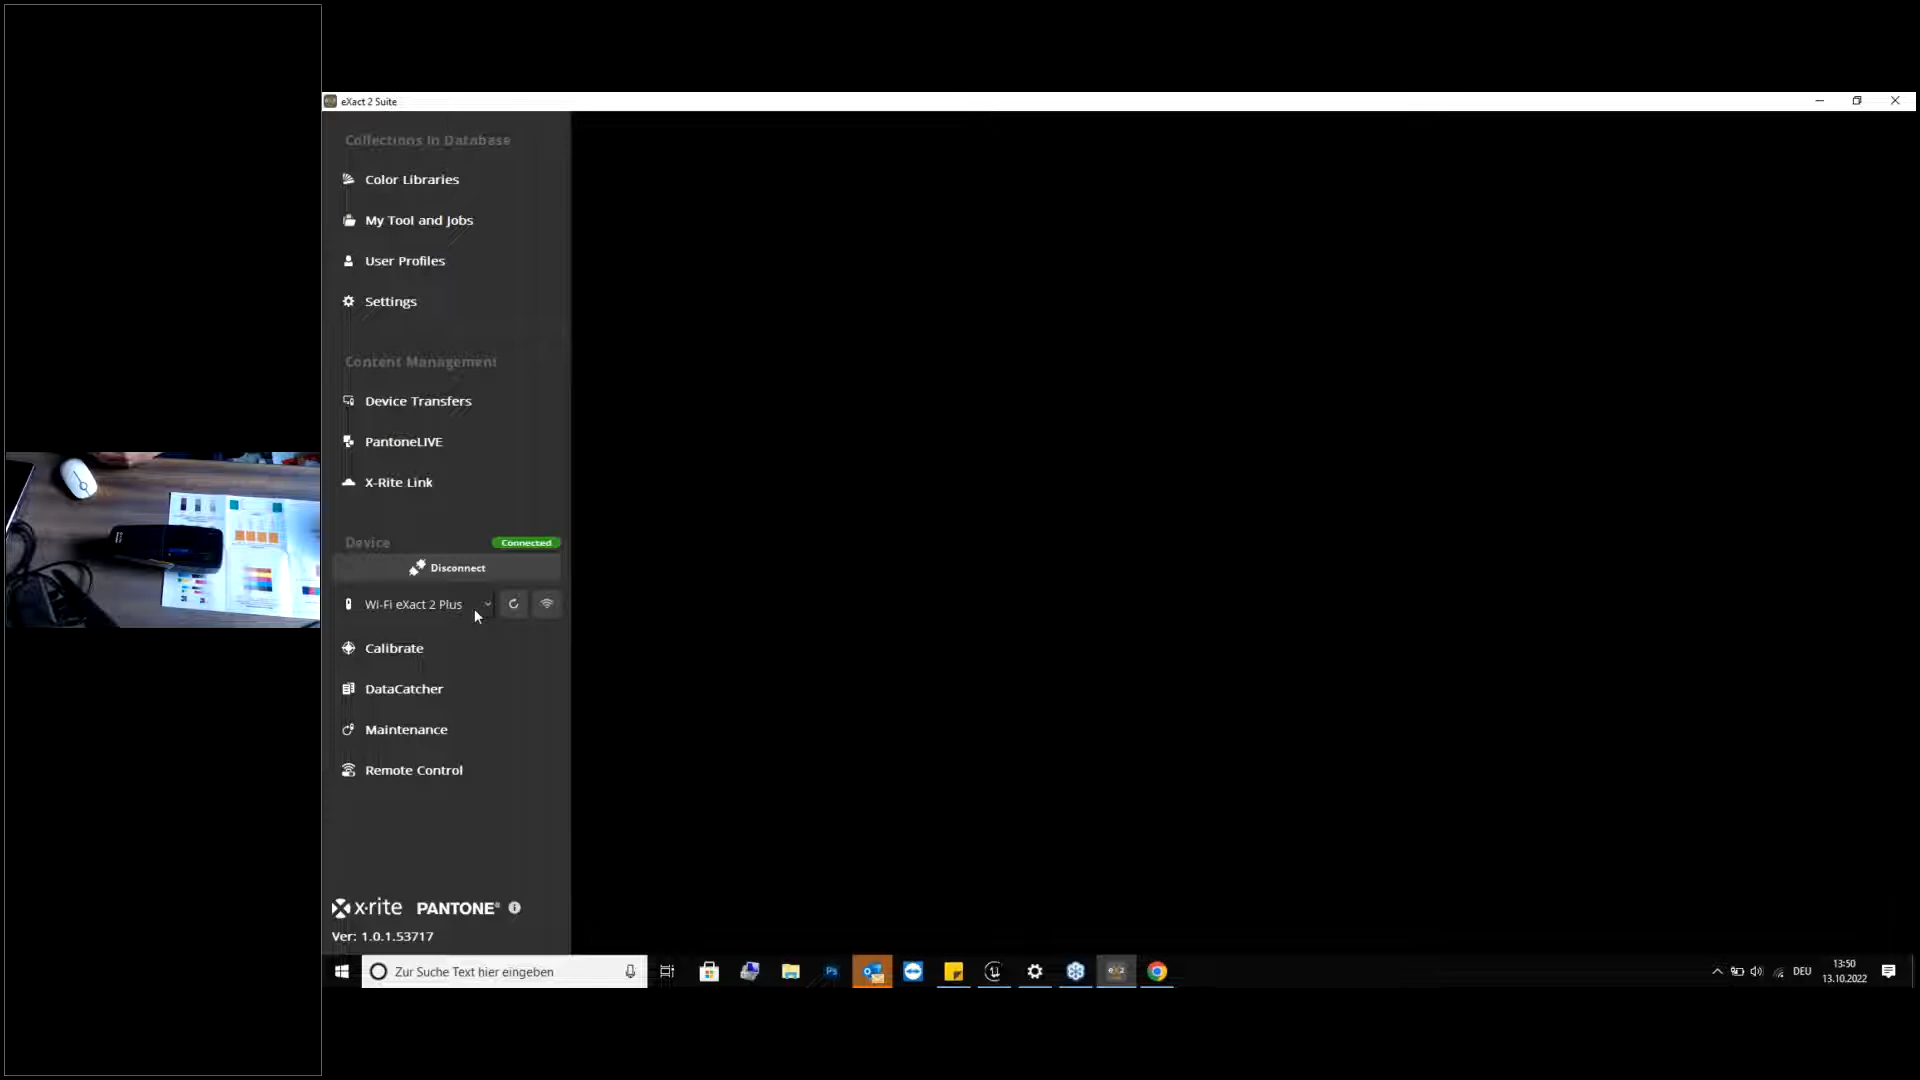 eXact 2 Suite
Collections in Database
Color Libraries
My Tool and Jobs
User Profiles
Settings
Content Management
Device Transfers
PantoneLIVE
X-Rite Link
Device
Connected
Disconnect
Wi-Fi eXact 2 Plus
Calibrate
DataCatcher
Maintenance
Remote Control
x·rite PANTONE®
Ver: 1.0.1.53717
Zur Suche Text hier eingeben
Ps
DEU
13:50
13.10.2022